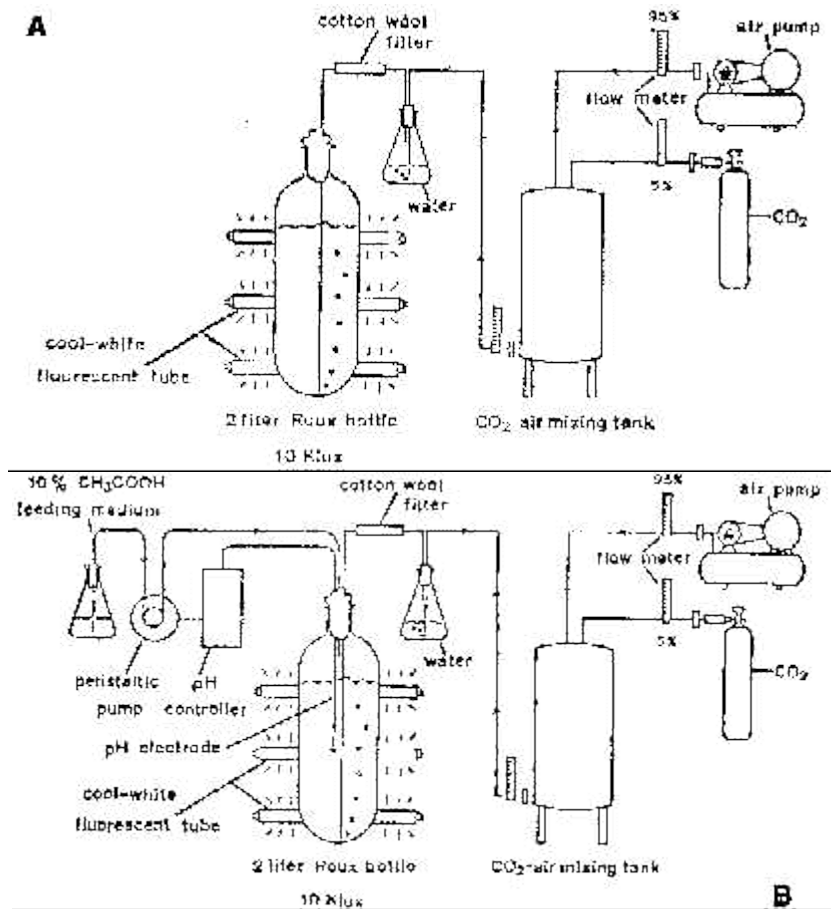 A
cotton wool
filter
95%
air pump
flow meter
water
5%
CO₂
cool-white
fluorescent tube
2 liter Roux bottle
10 Klux
CO₂ air mixing tank
10% CH₃COOH
feeding medium
cotton wool
filter
95%
air pump
flow meter
water
5%
CO₂
peristaltic
pump
pH
controller
pH electrode
cool-white
fluorescent tube
2 liter Roux bottle
10 Klux
CO₂-air mixing tank
B